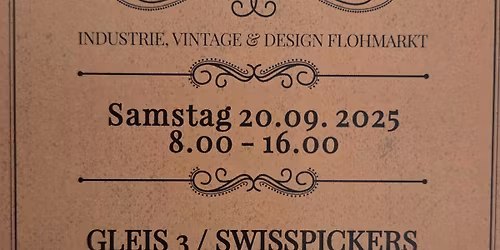 INDUSTRIE, VINTAGE & DESIGN FLOHMARKT
Samstag 20.09. 2025
8.00 - 16.00
GLEIS 3 / SWISSPICKERS